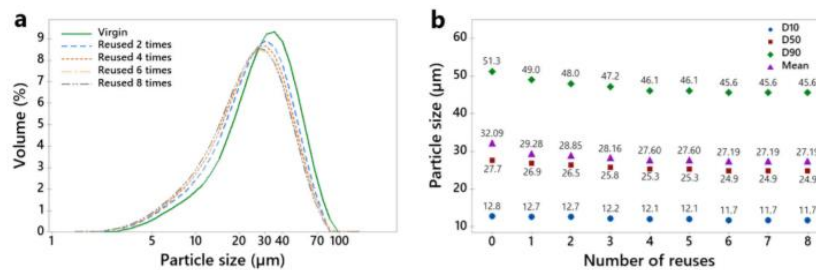 a
Virgin
Reused 2 times
Reused 4 times
Reused 6 times
Reused 8 times
Volume (%)
9
8
7
6
5
4
3
2
1
0
1 5 10 20 30 40 70 100
Particle size (µm)
b
D10
D50
D90
Mean
Particle size (µm)
60
50
40
30
20
10
51.3 49.0 48.0 47.2 46.1 46.1 45.6 45.6 45.6
32.09 29.28 28.85 28.16 27.60 27.60 27.19 27.19 27.19
27.7 26.9 26.5 25.8 25.3 25.3 24.9 24.9 24.9
12.8 12.7 12.7 12.2 12.1 12.1 11.7 11.7 11.7
0 1 2 3 4 5 6 7 8
Number of reuses